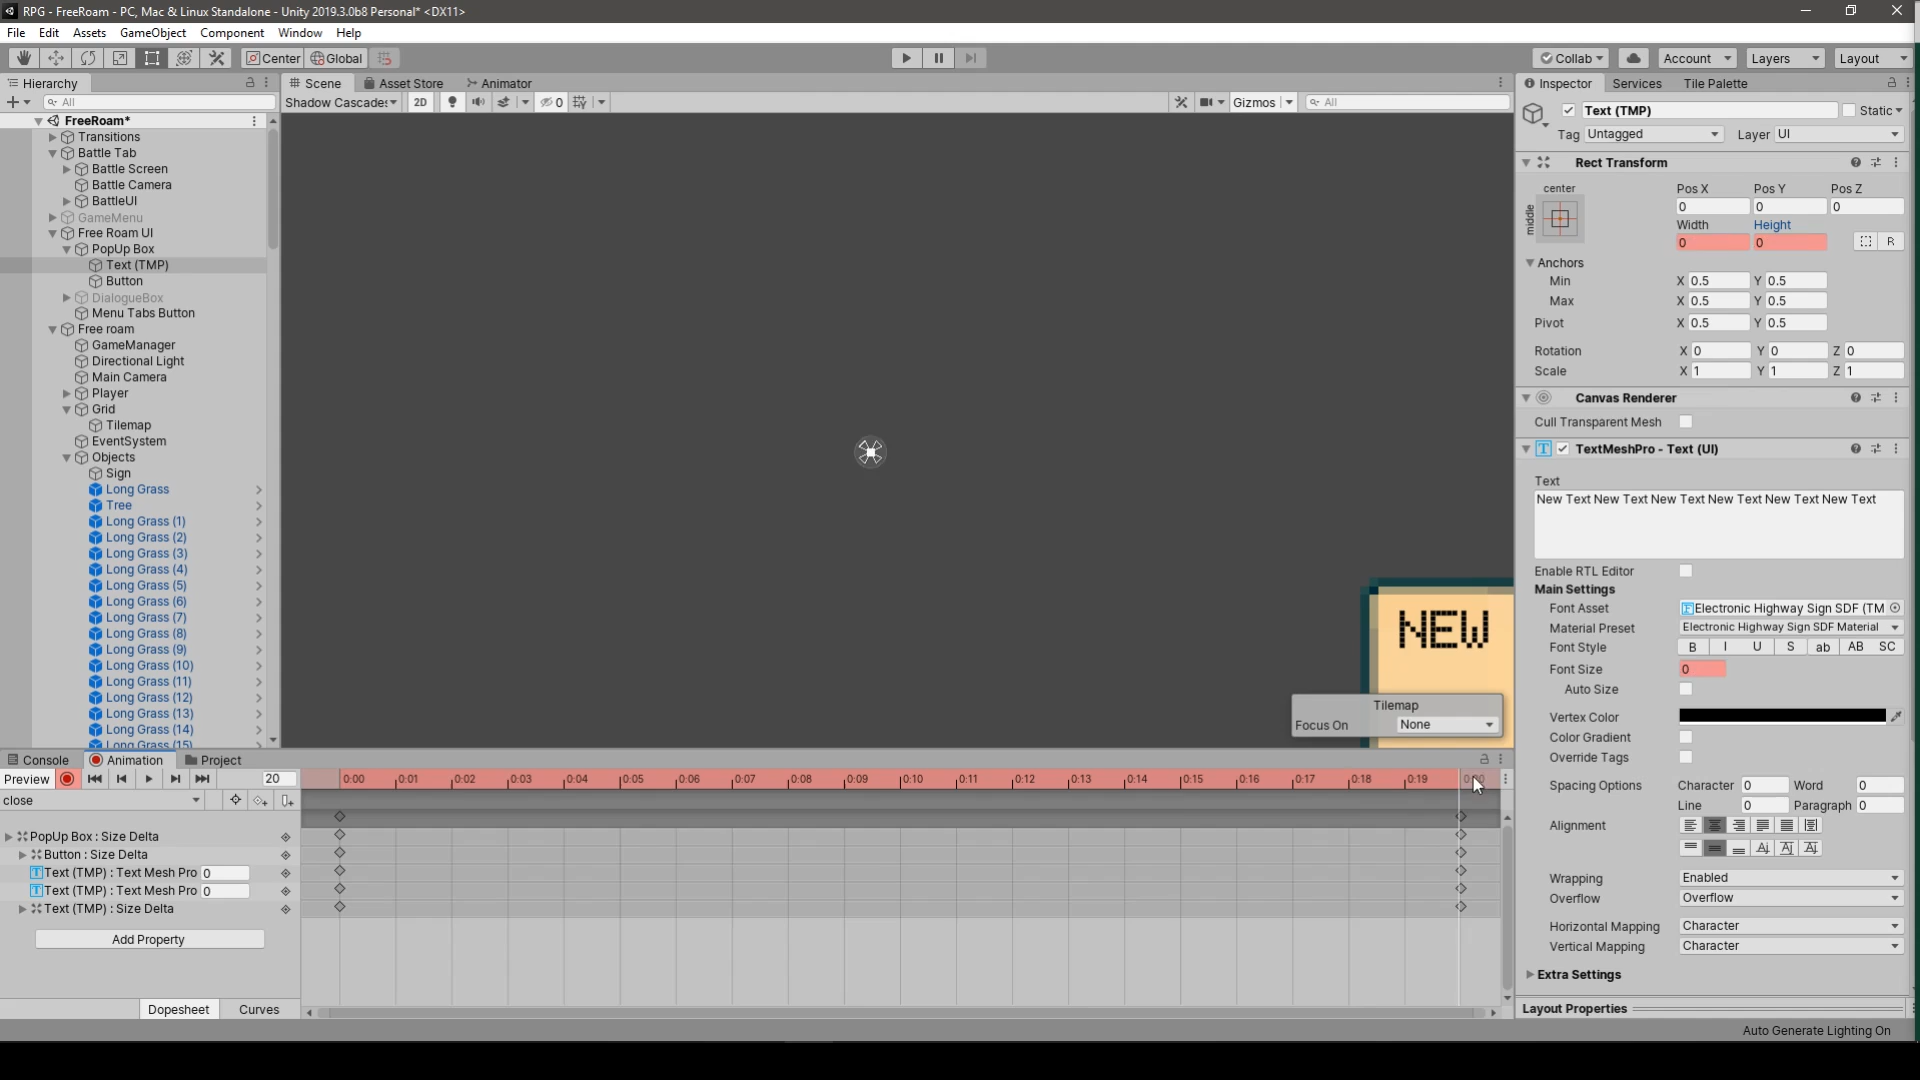 RPG - FreeRoam - PC, Mac & Linux Standalone - Unity 2019.3.0b8 Personal* <DX11>
File Edit Assets GameObject Component Window Help
Center Global Collab Account Layers Layout
Hierarchy
All
FreeRoam*
Transitions
Battle Tab
Battle Screen
Battle Camera
BattleUI
GameMenu
Free Roam UI
PopUp Box
Text (TMP)
Button
DialogueBox
Menu Tabs Button
Free roam
GameManager
Directional Light
Main Camera
Player
Grid
Tilemap
EventSystem
Objects
Sign
Long Grass
Tree
Long Grass (1)
Long Grass (2)
Long Grass (3)
Long Grass (4)
Long Grass (5)
Long Grass (6)
Long Grass (7)
Long Grass (8)
Long Grass (9)
Long Grass (10)
Long Grass (11)
Long Grass (12)
Long Grass (13)
Long Grass (14)
Long Grass (15)
Scene Asset Store Animator
Shadow Cascades 2D 0 Gizmos All
NEW
Tilemap
Focus On None
Inspector Services Tile Palette
Text (TMP) Static
Tag Untagged Layer UI
Rect Transform
center
middle
Pos X Pos Y Pos Z
0 0 0
Width Height
0 0 R
Anchors
Min X 0.5 Y 0.5
Max X 0.5 Y 0.5
Pivot X 0.5 Y 0.5
Rotation X 0 Y 0 Z 0
Scale X 1 Y 1 Z 1
Canvas Renderer
Cull Transparent Mesh
TextMeshPro - Text (UI)
Text
New Text New Text New Text New Text New Text New Text
Enable RTL Editor
Main Settings
Font Asset Electronic Highway Sign SDF (TM
Material Preset Electronic Highway Sign SDF Material
Font Style B I U S ab AB SC
Font Size 0
Auto Size
Vertex Color
Color Gradient
Override Tags
Spacing Options Character 0 Word 0
Line 0 Paragraph 0
Alignment
Wrapping Enabled
Overflow Overflow
Horizontal Mapping Character
Vertical Mapping Character
Extra Settings
Layout Properties
Console Animation Project
Preview 20
0:00 0:01 0:02 0:03 0:04 0:05 0:06 0:07 0:08 0:09 0:10 0:11 0:12 0:13 0:14 0:15 0:16 0:17 0:18 0:19
close
PopUp Box : Size Delta
Button : Size Delta
Text (TMP) : Text Mesh Pro 0
Text (TMP) : Text Mesh Pro 0
Text (TMP) : Size Delta
Add Property
Dopesheet Curves
Auto Generate Lighting On